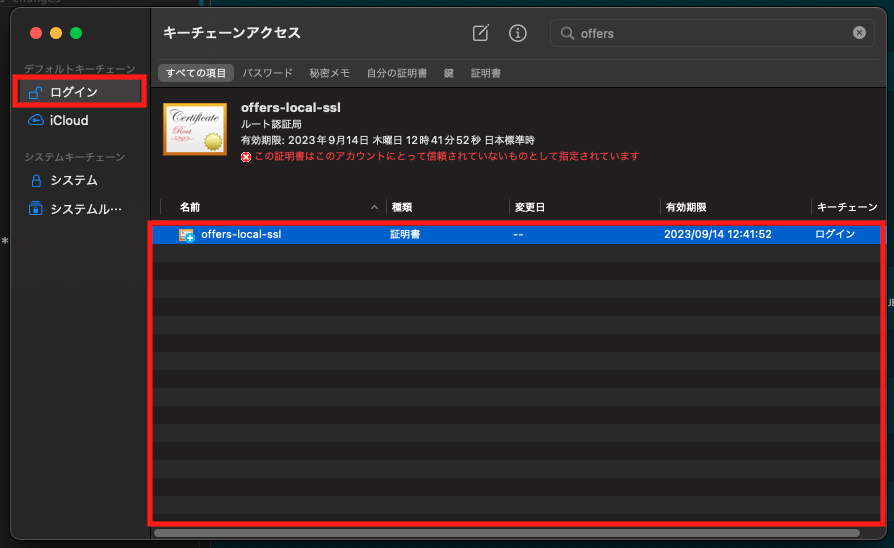 changes
キーチェーンアクセス
offers
デフォルトキーチェーン
ログイン
iCloud
システムキーチェーン
システム
システムル…
すべての項目 パスワード 秘密メモ 自分の証明書 鍵 証明書
Certificate
Root
offers-local-ssl
ルート認証局
有効期限: 2023年9月14日 木曜日 12時41分52秒 日本標準時
この証明書はこのアカウントにとって信頼されていないものとして指定されています
名前 種類 変更日 有効期限 キーチェーン
offers-local-ssl 証明書 -- 2023/09/14 12:41:52 ログイン
*